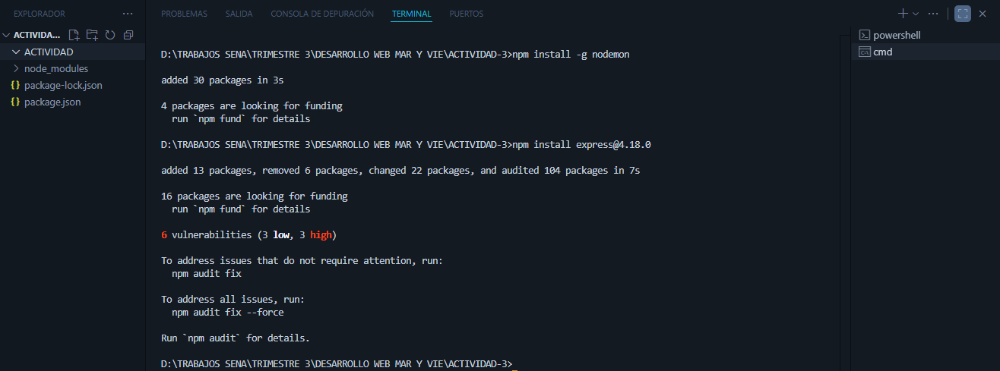 EXPLORADOR
ACTIVIDA...
ACTIVIDAD
node_modules
package-lock.json
package.json
PROBLEMAS SALIDA CONSOLA DE DEPURACIÓN TERMINAL PUERTOS
D:\TRABAJOS SENA\TRIMESTRE 3\DESARROLLO WEB MAR Y VIE\ACTIVIDAD-3>npm install -g nodemon
added 30 packages in 3s
4 packages are looking for funding
run `npm fund` for details
D:\TRABAJOS SENA\TRIMESTRE 3\DESARROLLO WEB MAR Y VIE\ACTIVIDAD-3>npm install express@4.18.0
added 13 packages, removed 6 packages, changed 22 packages, and audited 104 packages in 7s
16 packages are looking for funding
run `npm fund` for details
6 vulnerabilities (3 low, 3 high)
To address issues that do not require attention, run:
npm audit fix
To address all issues, run:
npm audit fix --force
Run `npm audit` for details.
D:\TRABAJOS SENA\TRIMESTRE 3\DESARROLLO WEB MAR Y VIE\ACTIVIDAD-3>
powershell
cmd